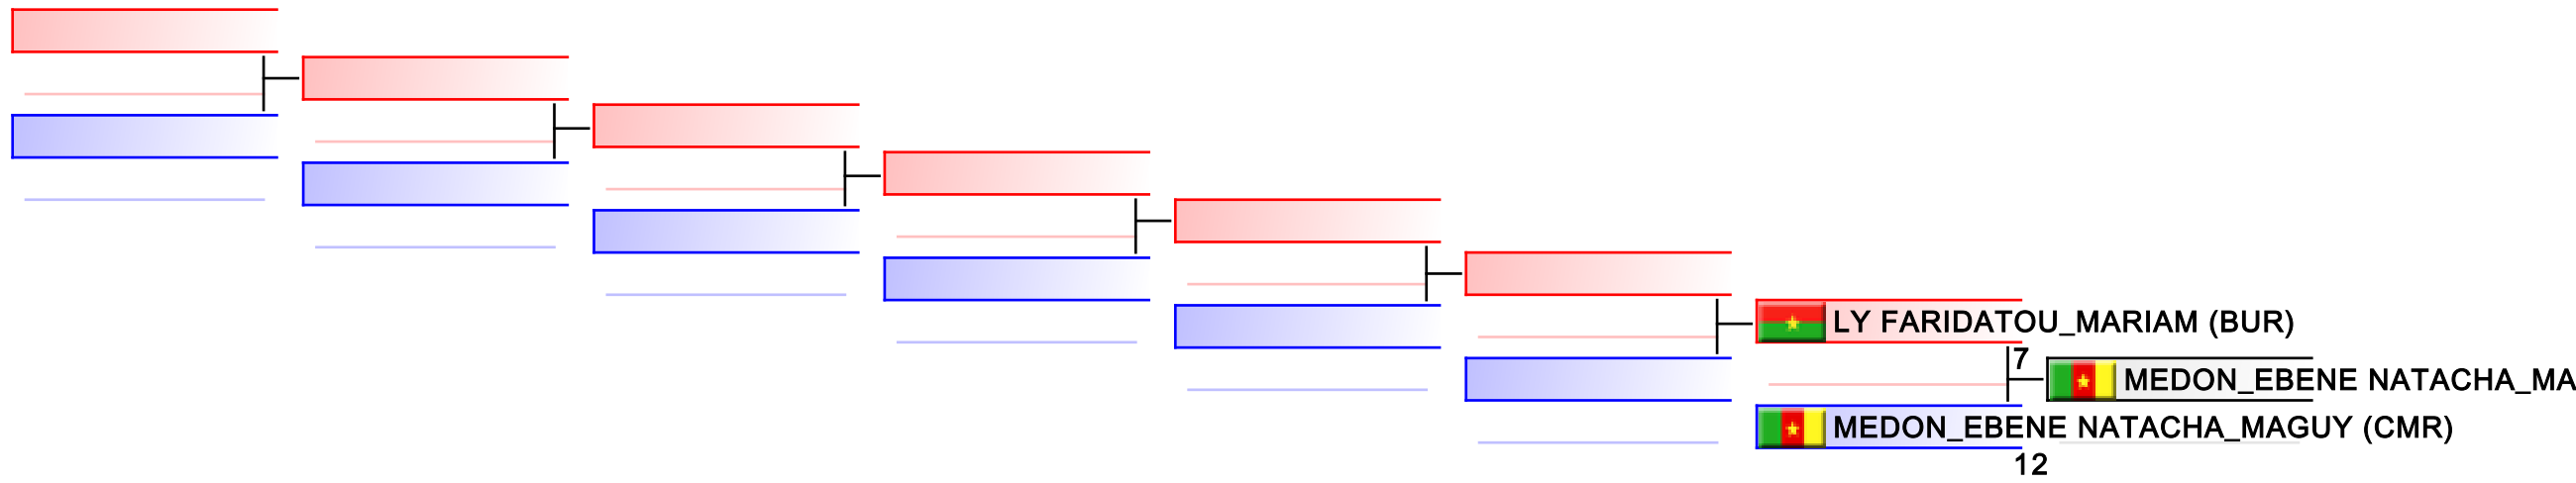 LY FARIDATOU_MARIAM (BUR)
7
MEDON_EBENE NATACHA_MA
MEDON_EBENE NATACHA_MAGUY (CMR)
12